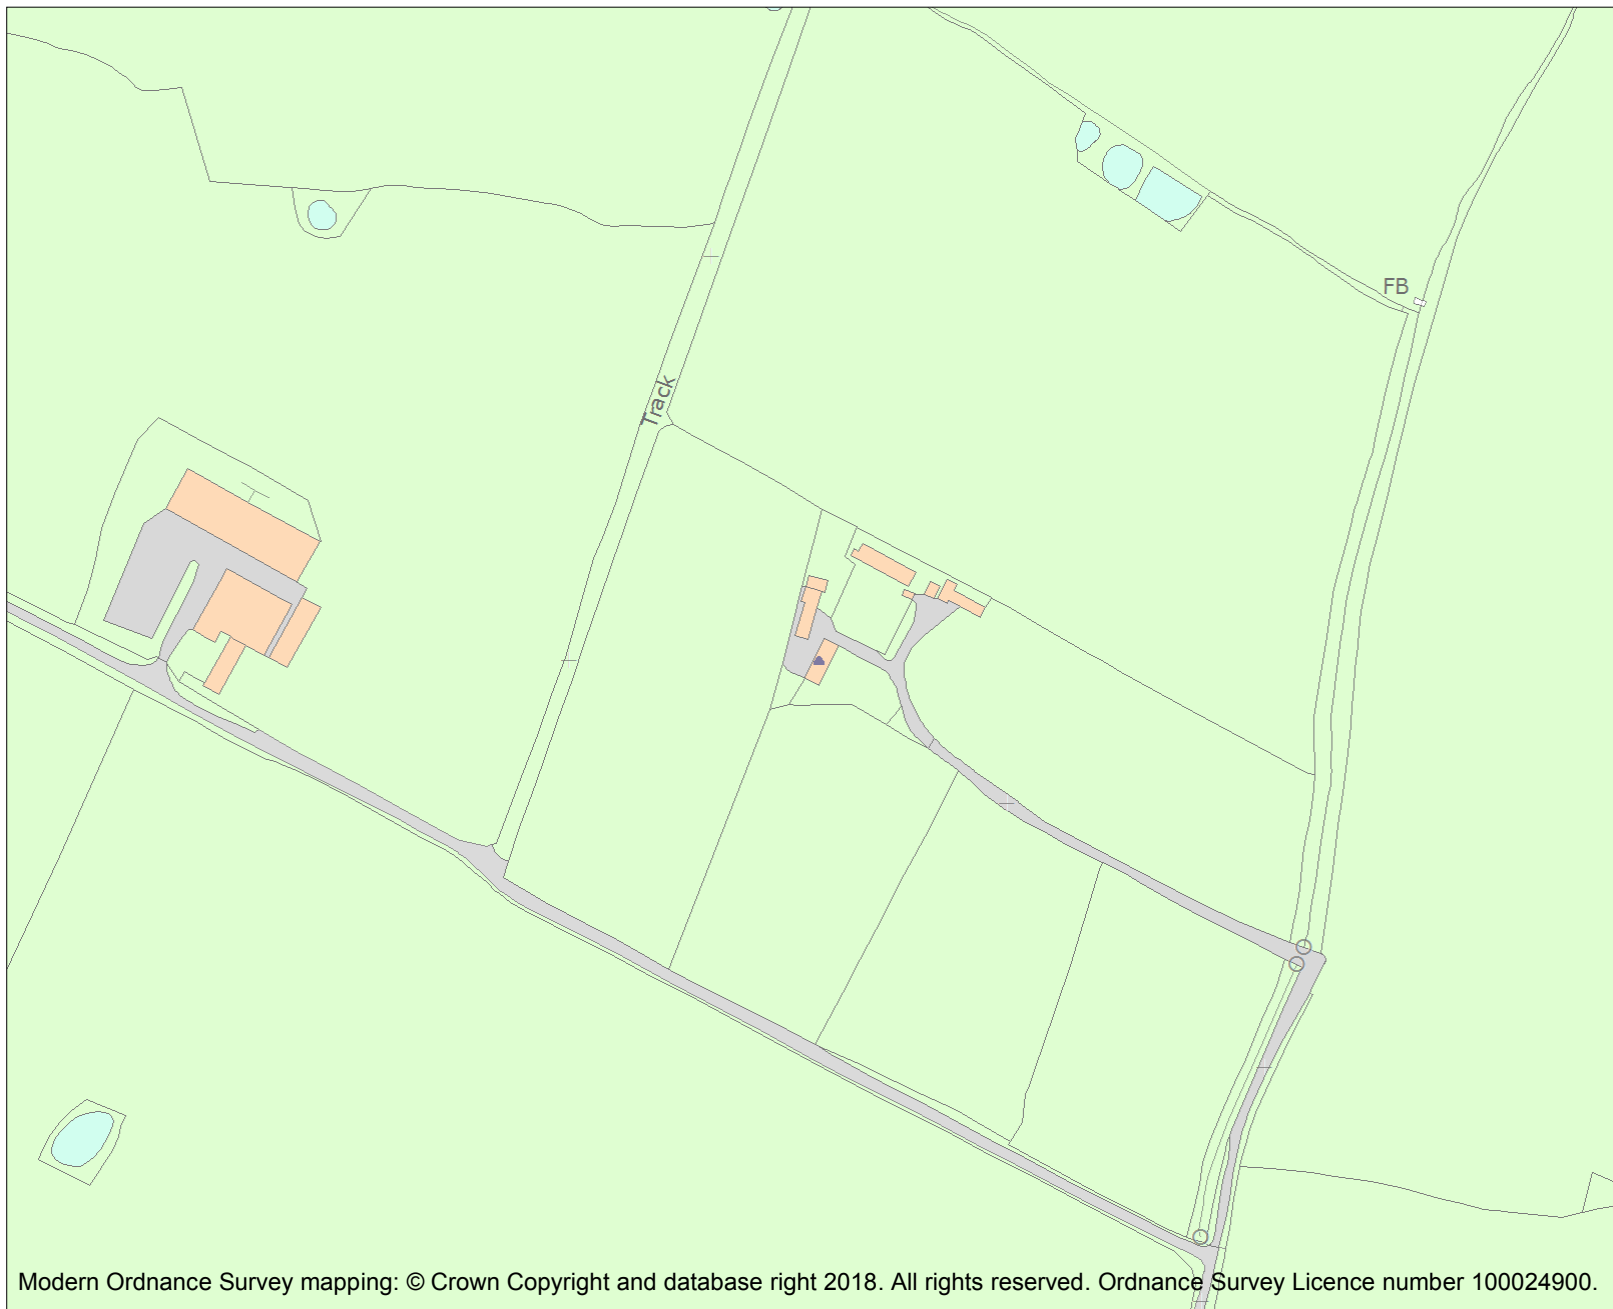 FB
Track
Modern Ordnance Survey mapping: © Crown Copyright and database right 2018. All rights reserved. Ordnance Survey Licence number 100024900.